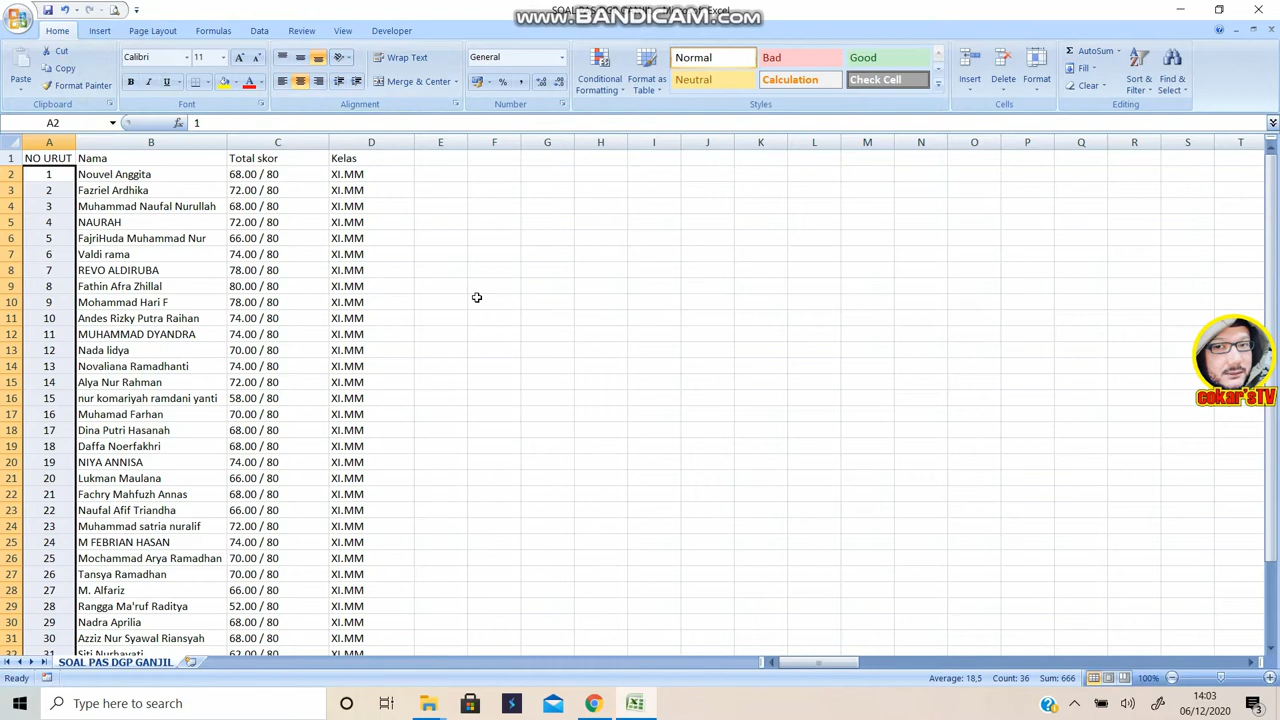 www.BANDICAM.com
Home Insert Page Layout Formulas Data Review View Developer
Paste Cut Copy Format Painter Clipboard
Calibri 11 B I U Font
Wrap Text Merge & Center Alignment
General % , Number
Conditional Formatting Format as Table Normal Bad Good Neutral Calculation Check Cell Styles
Insert Delete Format Cells
AutoSum Fill Clear Sort & Filter Find & Select Editing
A2 fx 1
A B C D E F G H I J K L M N O P Q R S T
1 NO URUT Nama Total skor Kelas
2 1 Nouvel Anggita 68.00 / 80 XI.MM
3 2 Fazriel Ardhika 72.00 / 80 XI.MM
4 3 Muhammad Naufal Nurullah 68.00 / 80 XI.MM
5 4 NAURAH 72.00 / 80 XI.MM
6 5 FajriHuda Muhammad Nur 66.00 / 80 XI.MM
7 6 Valdi rama 74.00 / 80 XI.MM
8 7 REVO ALDIRUBA 78.00 / 80 XI.MM
9 8 Fathin Afra Zhillal 80.00 / 80 XI.MM
10 9 Mohammad Hari F 78.00 / 80 XI.MM
11 10 Andes Rizky Putra Raihan 74.00 / 80 XI.MM
12 11 MUHAMMAD DYANDRA 74.00 / 80 XI.MM
13 12 Nada lidya 70.00 / 80 XI.MM
14 13 Novaliana Ramadhanti 74.00 / 80 XI.MM
15 14 Alya Nur Rahman 72.00 / 80 XI.MM
16 15 nur komariyah ramdani yanti 58.00 / 80 XI.MM
17 16 Muhamad Farhan 70.00 / 80 XI.MM
18 17 Dina Putri Hasanah 68.00 / 80 XI.MM
19 18 Daffa Noerfakhri 68.00 / 80 XI.MM
20 19 NIYA ANNISA 74.00 / 80 XI.MM
21 20 Lukman Maulana 66.00 / 80 XI.MM
22 21 Fachry Mahfuzh Annas 68.00 / 80 XI.MM
23 22 Naufal Afif Triandha 66.00 / 80 XI.MM
24 23 Muhammad satria nuralif 72.00 / 80 XI.MM
25 24 M FEBRIAN HASAN 74.00 / 80 XI.MM
26 25 Mochammad Arya Ramadhan 70.00 / 80 XI.MM
27 26 Tansya Ramadhan 70.00 / 80 XI.MM
28 27 M. Alfariz 66.00 / 80 XI.MM
29 28 Rangga Ma'ruf Raditya 52.00 / 80 XI.MM
30 29 Nadra Aprilia 68.00 / 80 XI.MM
31 30 Azziz Nur Syawal Riansyah 68.00 / 80 XI.MM
32 31 Siti Nurhayati 62.00 / 80 XI.MM
cokar'sTV
SOAL PAS DGP GANJIL
Ready Average: 18,5 Count: 36 Sum: 666 100%
Type here to search 14:03
06/12/2020 3